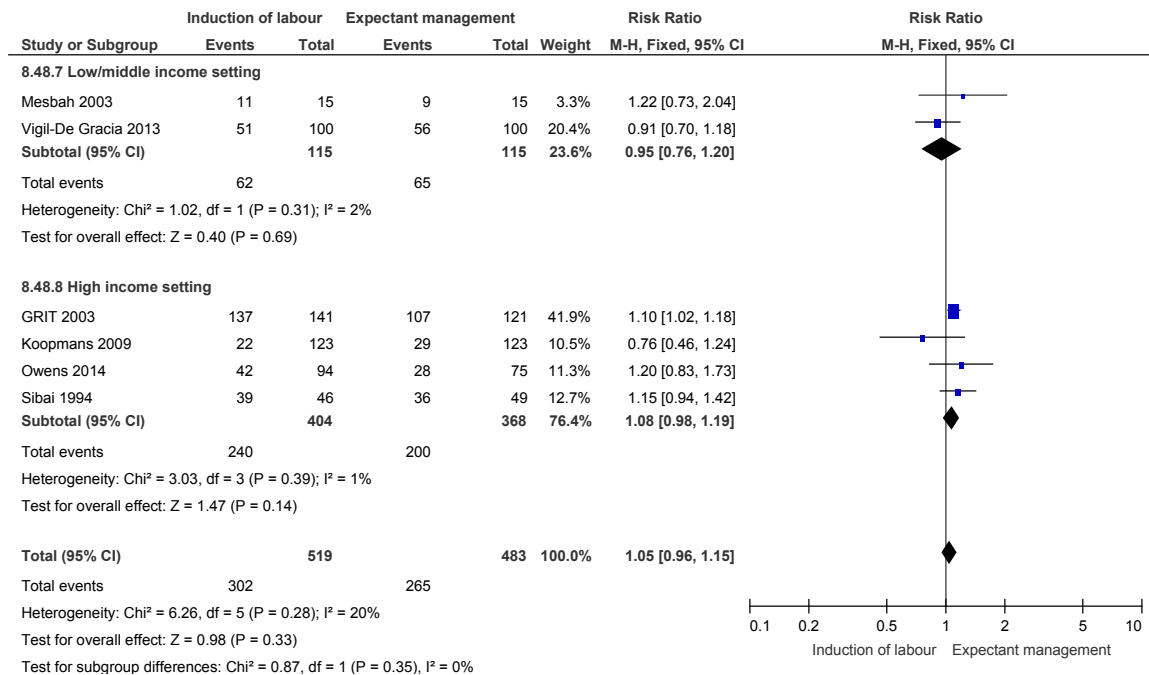 Induction of labour Expectant management Risk Ratio Risk Ratio
Study or Subgroup Events Total Events Total Weight M-H, Fixed, 95% CI M-H, Fixed, 95% CI
8.48.7 Low/middle income setting
Mesbah 2003 11 15 9 15 3.3% 1.22 [0.73, 2.04]
Vigil-De Gracia 2013 51 100 56 100 20.4% 0.91 [0.70, 1.18]
Subtotal (95% CI) 115 115 23.6% 0.95 [0.76, 1.20]
Total events 62 65
Heterogeneity: Chi² = 1.02, df = 1 (P = 0.31); I² = 2%
Test for overall effect: Z = 0.40 (P = 0.69)
8.48.8 High income setting
GRIT 2003 137 141 107 121 41.9% 1.10 [1.02, 1.18]
Koopmans 2009 22 123 29 123 10.5% 0.76 [0.46, 1.24]
Owens 2014 42 94 28 75 11.3% 1.20 [0.83, 1.73]
Sibai 1994 39 46 36 49 12.7% 1.15 [0.94, 1.42]
Subtotal (95% CI) 404 368 76.4% 1.08 [0.98, 1.19]
Total events 240 200
Heterogeneity: Chi² = 3.03, df = 3 (P = 0.39); I² = 1%
Test for overall effect: Z = 1.47 (P = 0.14)
Total (95% CI) 519 483 100.0% 1.05 [0.96, 1.15]
Total events 302 265
Heterogeneity: Chi² = 6.26, df = 5 (P = 0.28); I² = 20%
Test for overall effect: Z = 0.98 (P = 0.33)
Test for subgroup differences: Chi² = 0.87, df = 1 (P = 0.35), I² = 0%
0.1 0.2 0.5 1 2 5 10
Induction of labour Expectant management